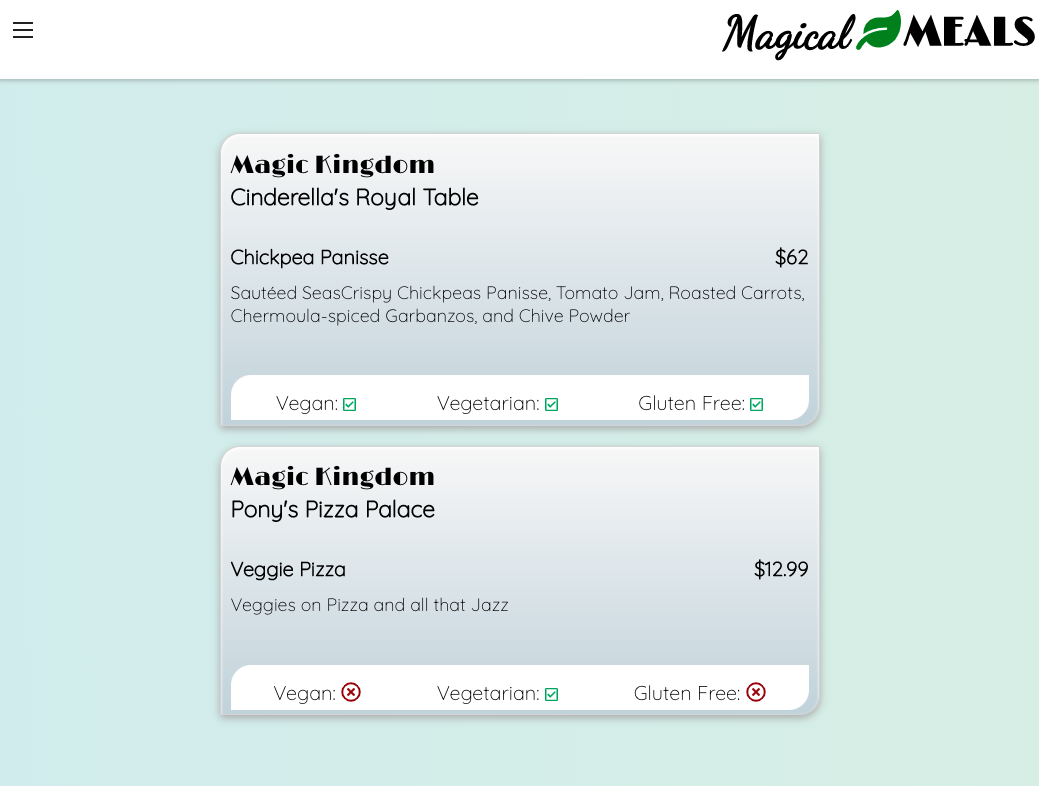 Magical MEALS
Magic Kingdom
Cinderella's Royal Table
Chickpea Panisse $62
Sautéed SeasCrispy Chickpeas Panisse, Tomato Jam, Roasted Carrots,
Chermoula-spiced Garbanzos, and Chive Powder
Vegan: Vegetarian: Gluten Free:
Magic Kingdom
Pony's Pizza Palace
Veggie Pizza $12.99
Veggies on Pizza and all that Jazz
Vegan: Vegetarian: Gluten Free: